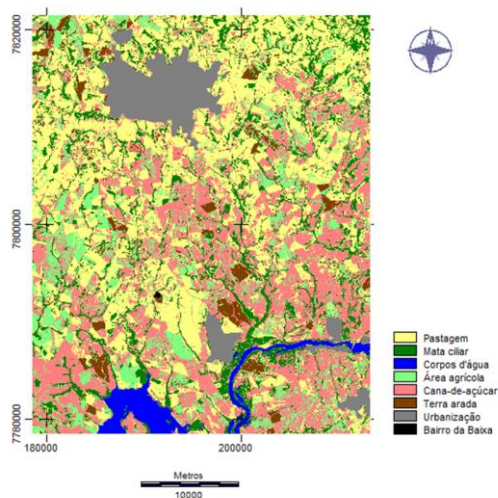 7820000
N
7800000
Pastagem
Mata ciliar
Corpos d'água
Área agrícola
Cana-de-açúcar
Terra arada
Urbanização
Bairro da Baixa
7780000
180000
200000
Metros
10000